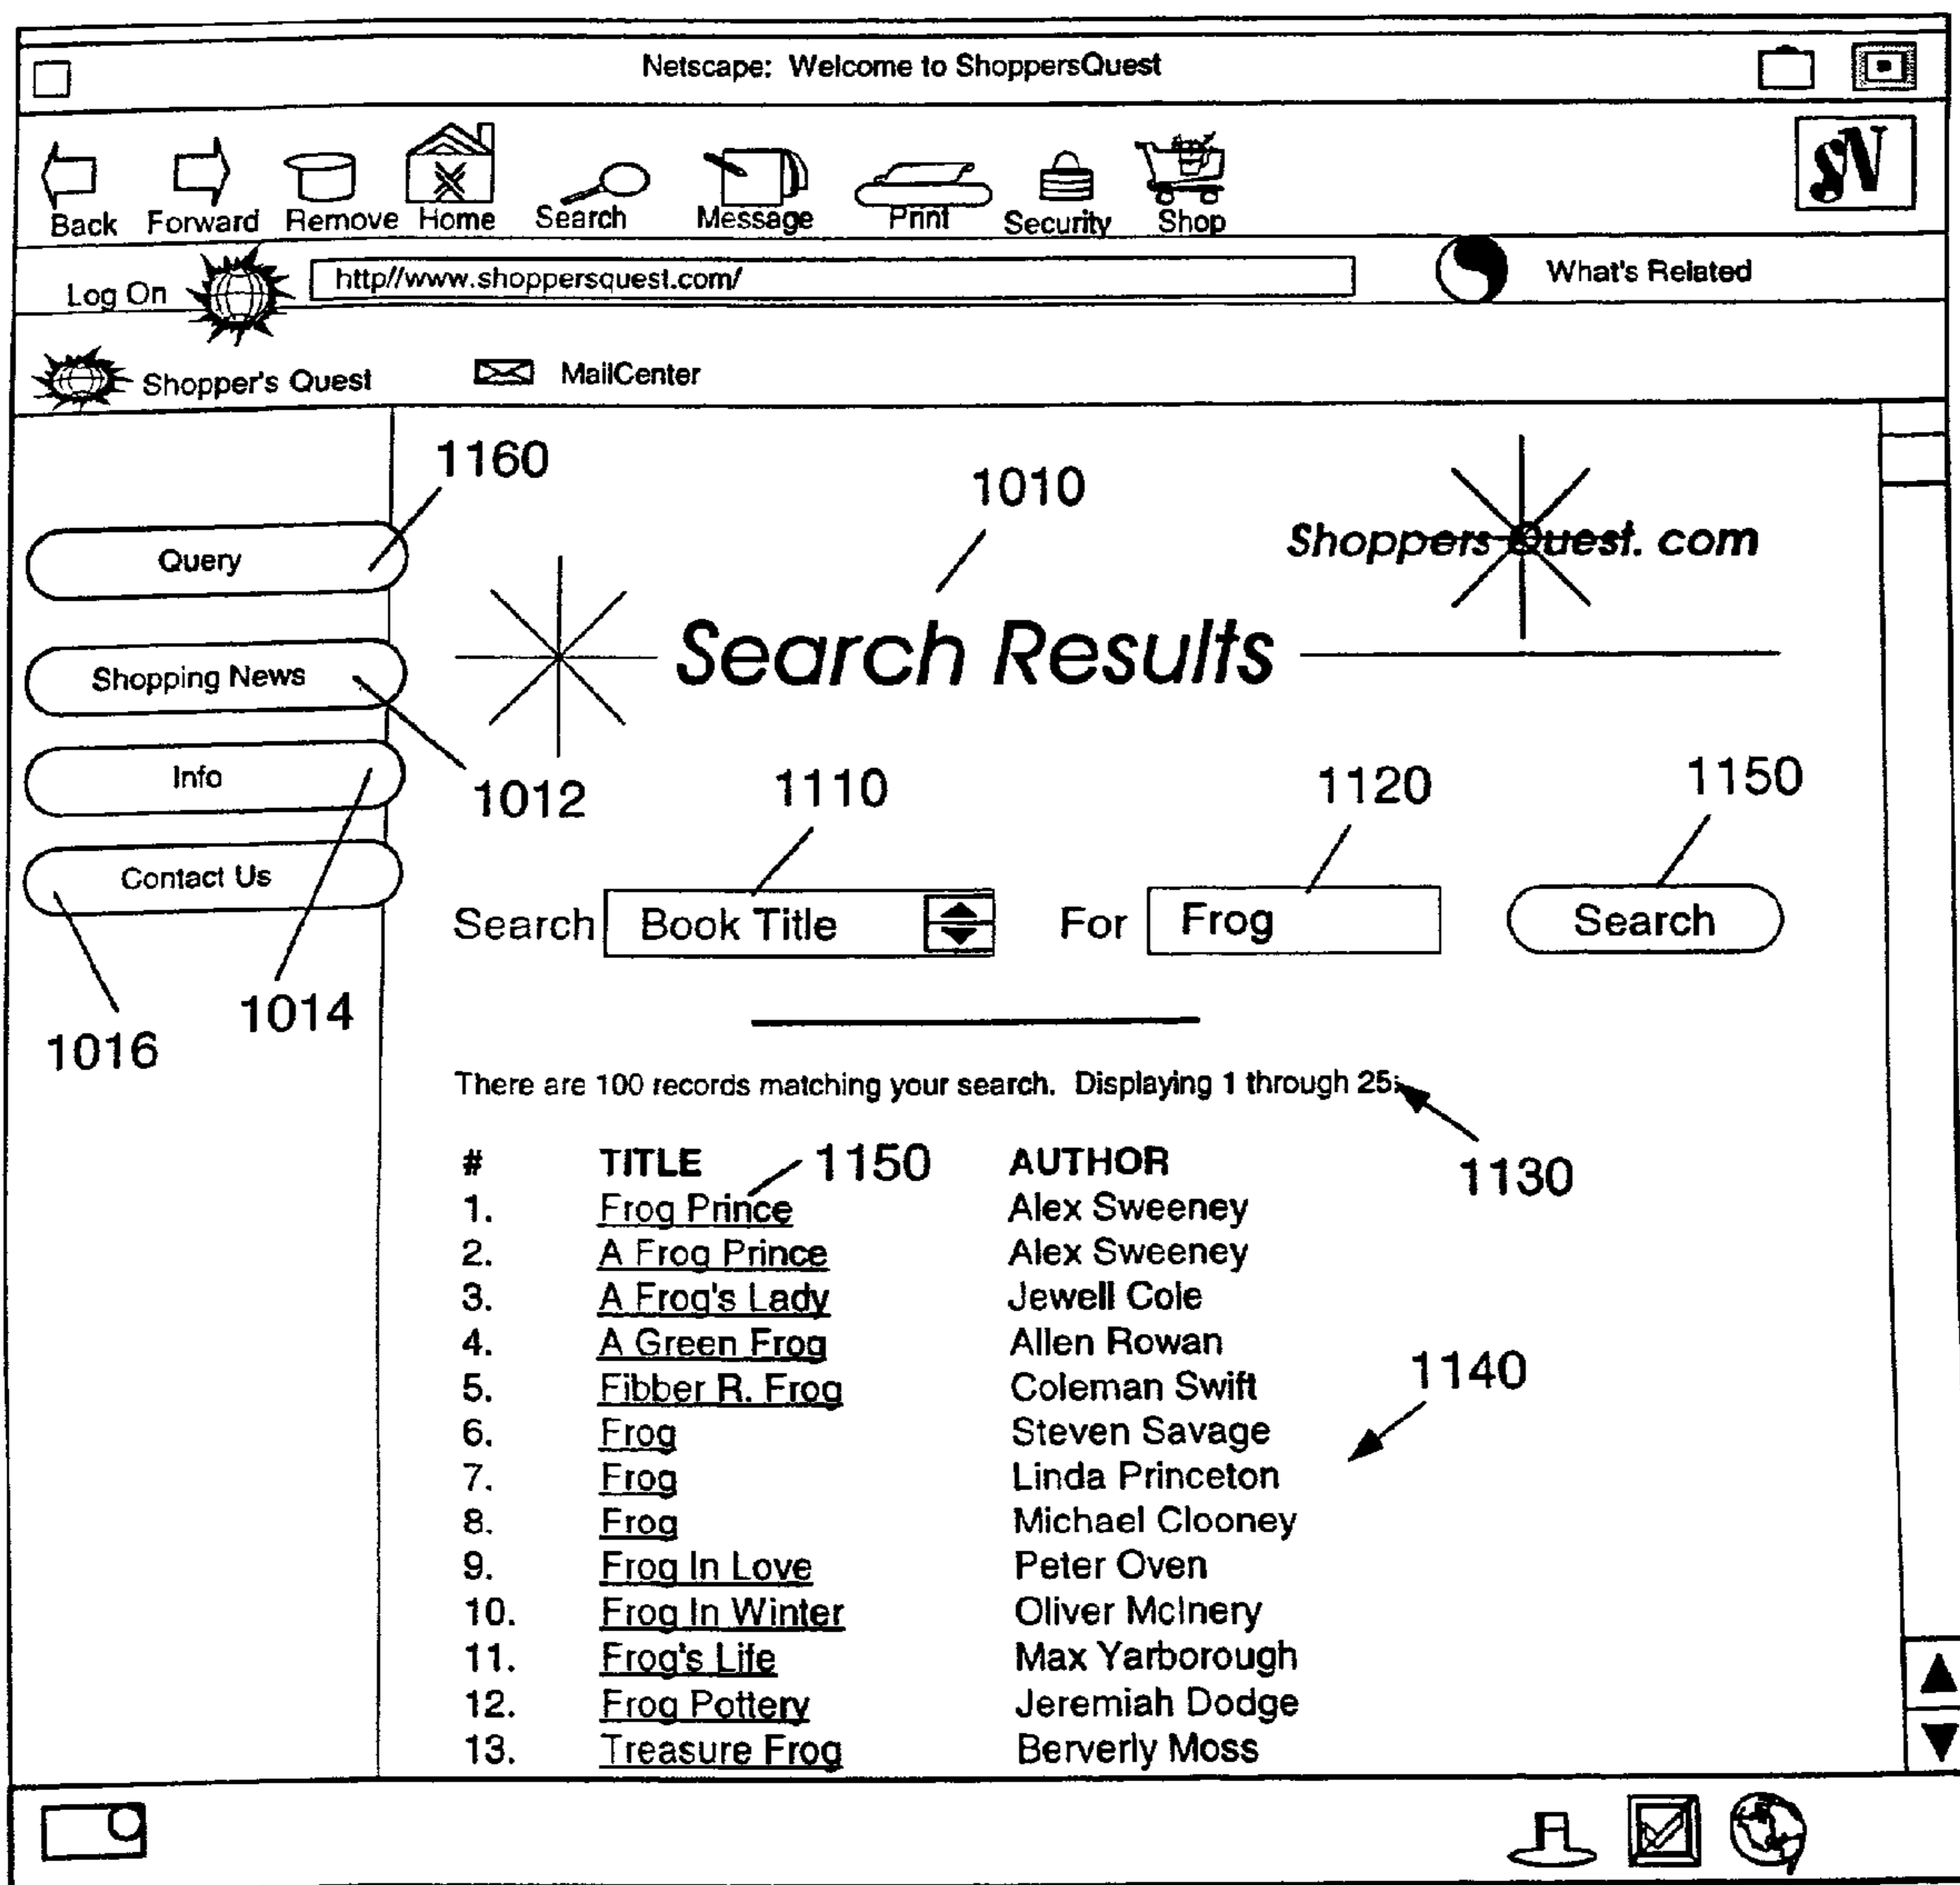 Netscape: Welcome to ShoppersQuest
Back Forward Remove Home Search Message Print Security Shop
sN
Log On http//www.shoppersquest.com/ What's Related
Shopper's Quest MailCenter
1160
1010
Query
Shoppers Quest. com
Search Results
Shopping News
Info
1012
1110
1120
1150
Contact Us
Search Book Title For Frog Search
1014
1016
There are 100 records matching your search. Displaying 1 through 25:
1130
# TITLE 1150 AUTHOR
1. Frog Prince Alex Sweeney
2. A Frog Prince Alex Sweeney
3. A Frog's Lady Jewell Cole
4. A Green Frog Allen Rowan
1140
5. Fibber R. Frog Coleman Swift
6. Frog Steven Savage
7. Frog Linda Princeton
8. Frog Michael Clooney
9. Frog In Love Peter Oven
10. Frog In Winter Oliver McInery
11. Frog's Life Max Yarborough
12. Frog Pottery Jeremiah Dodge
13. Treasure Frog Berverly Moss